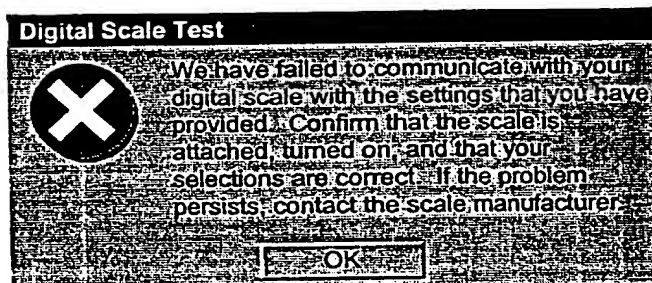 Digital Scale Test
We have failed to communicate with your
digital scale with the settings that you have
provided. Confirm that the scale is
attached, turned on, and that your
selections are correct. If the problem
persists, contact the scale manufacturer.
OK